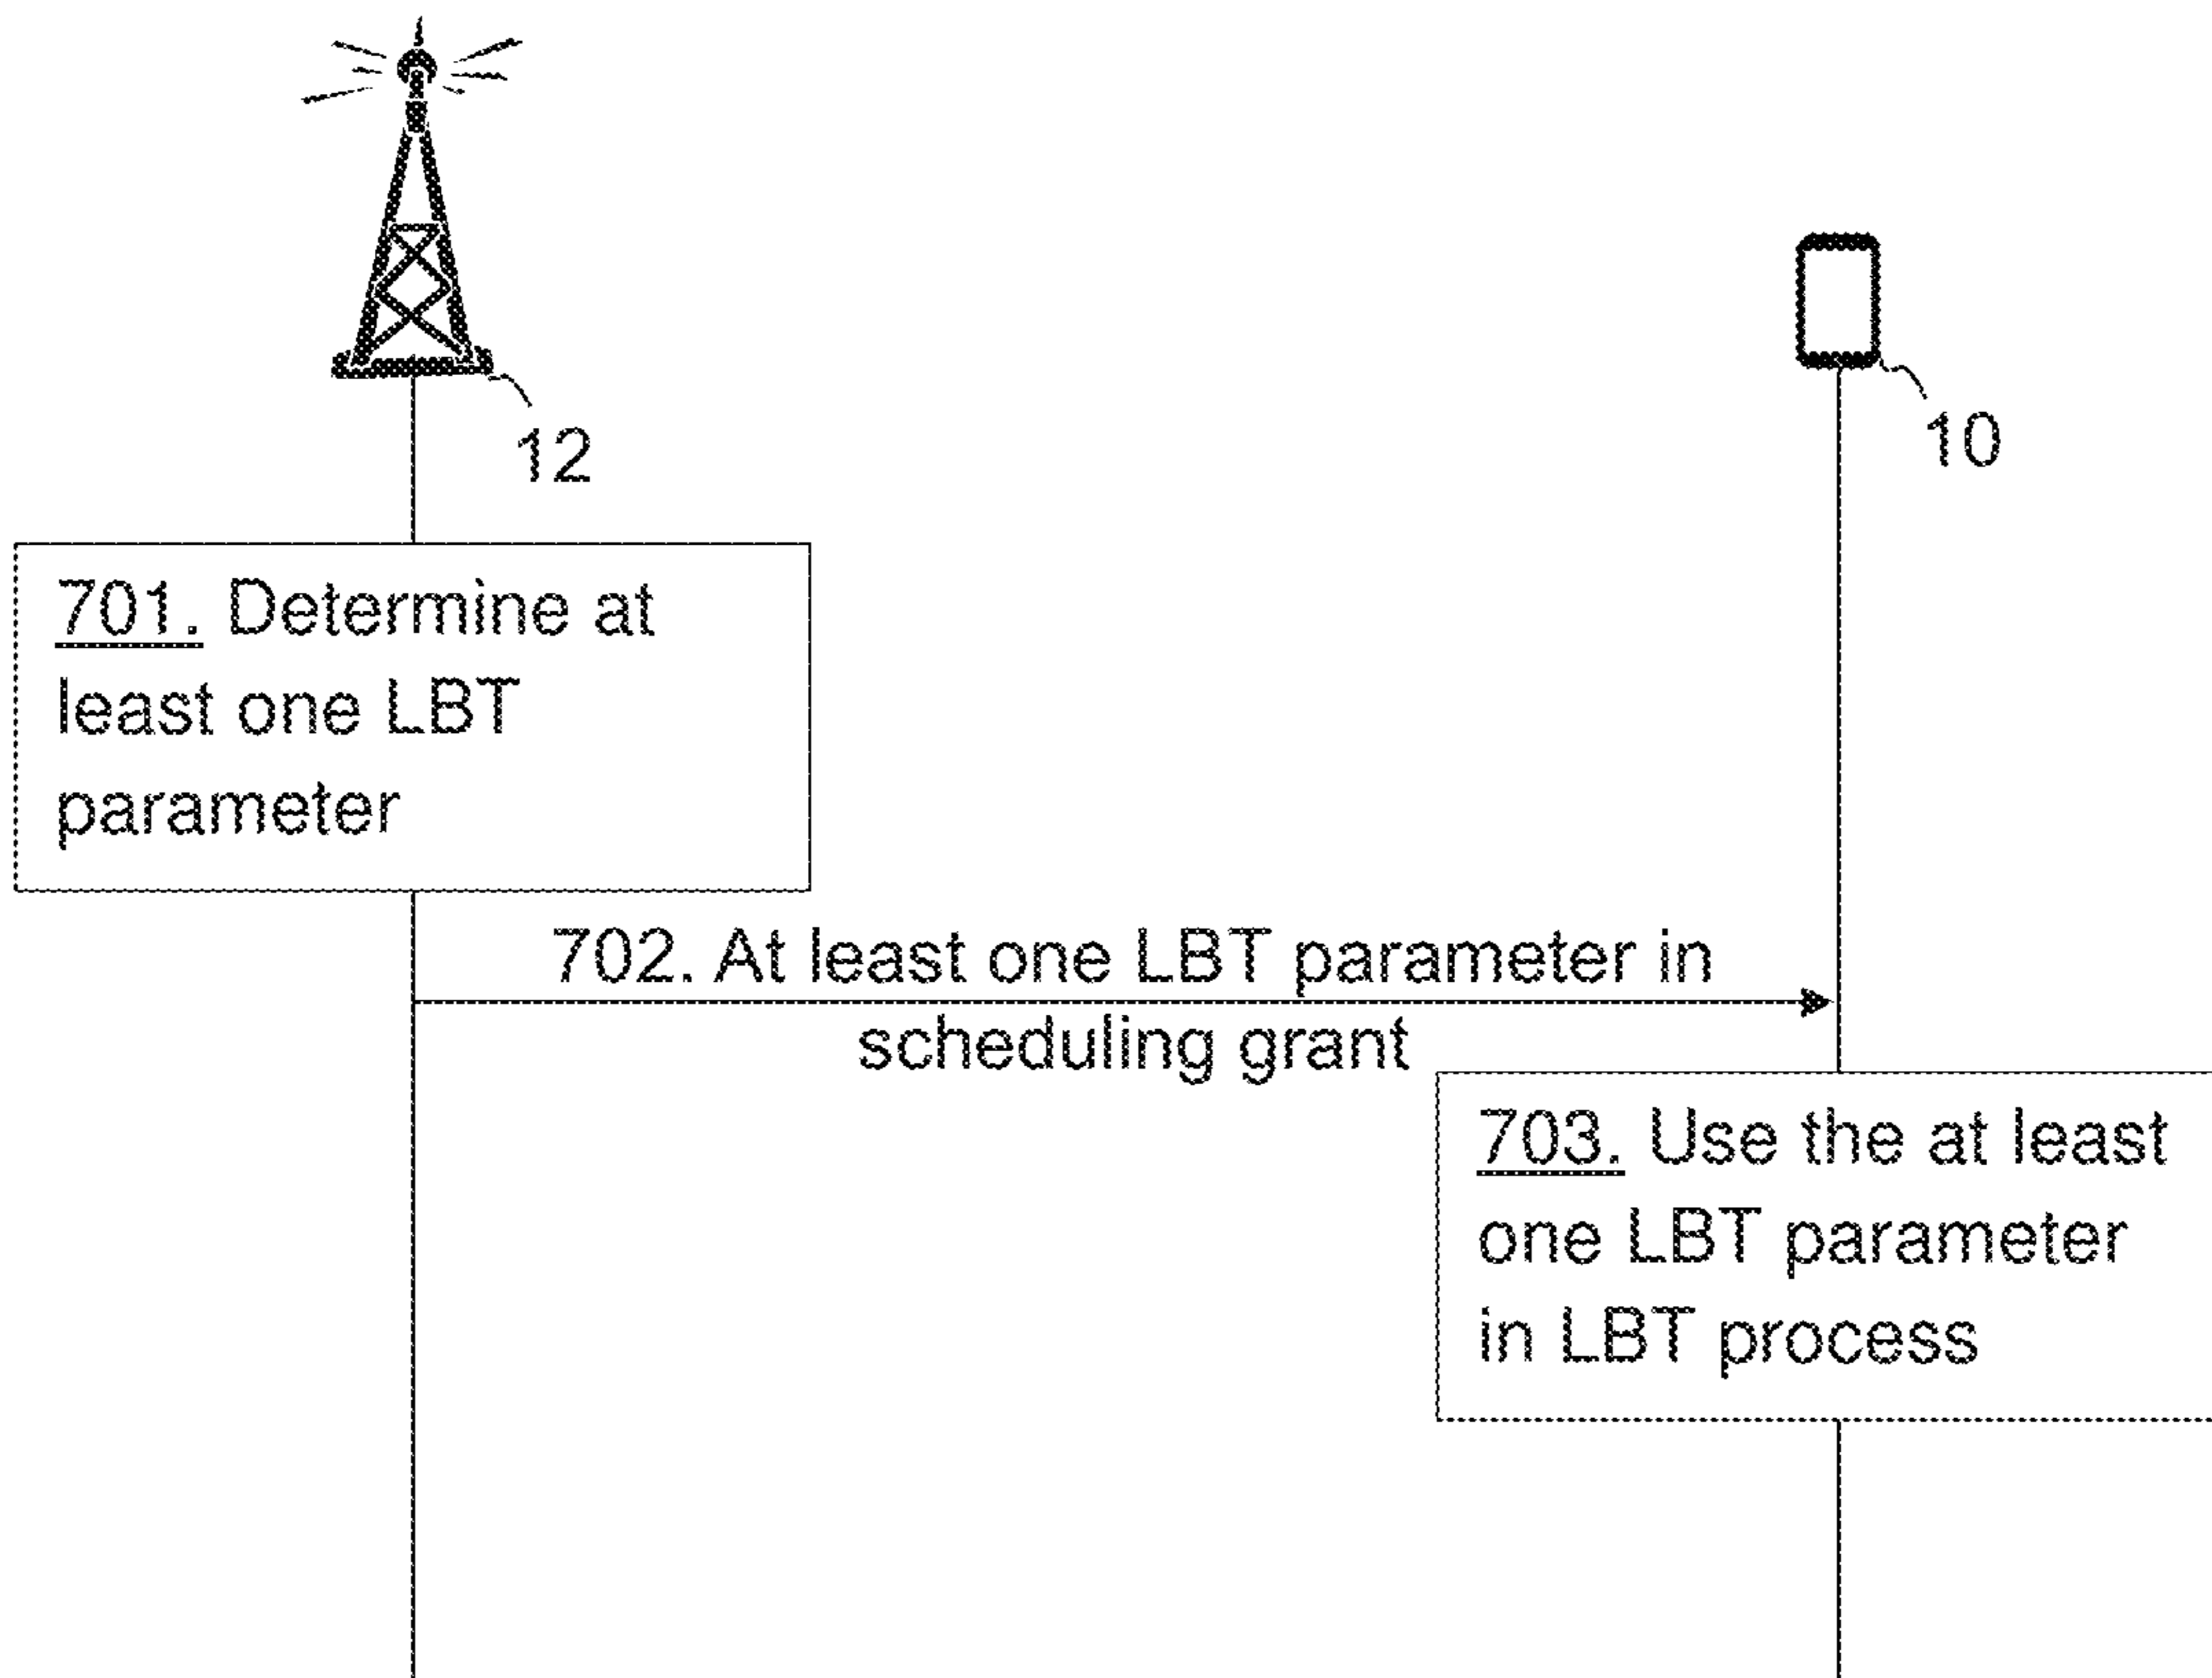 12
10
701. Determine at
least one LBT
parameter
702. At least one LBT parameter in
scheduling grant
703. Use the at least
one LBT parameter
in LBT process